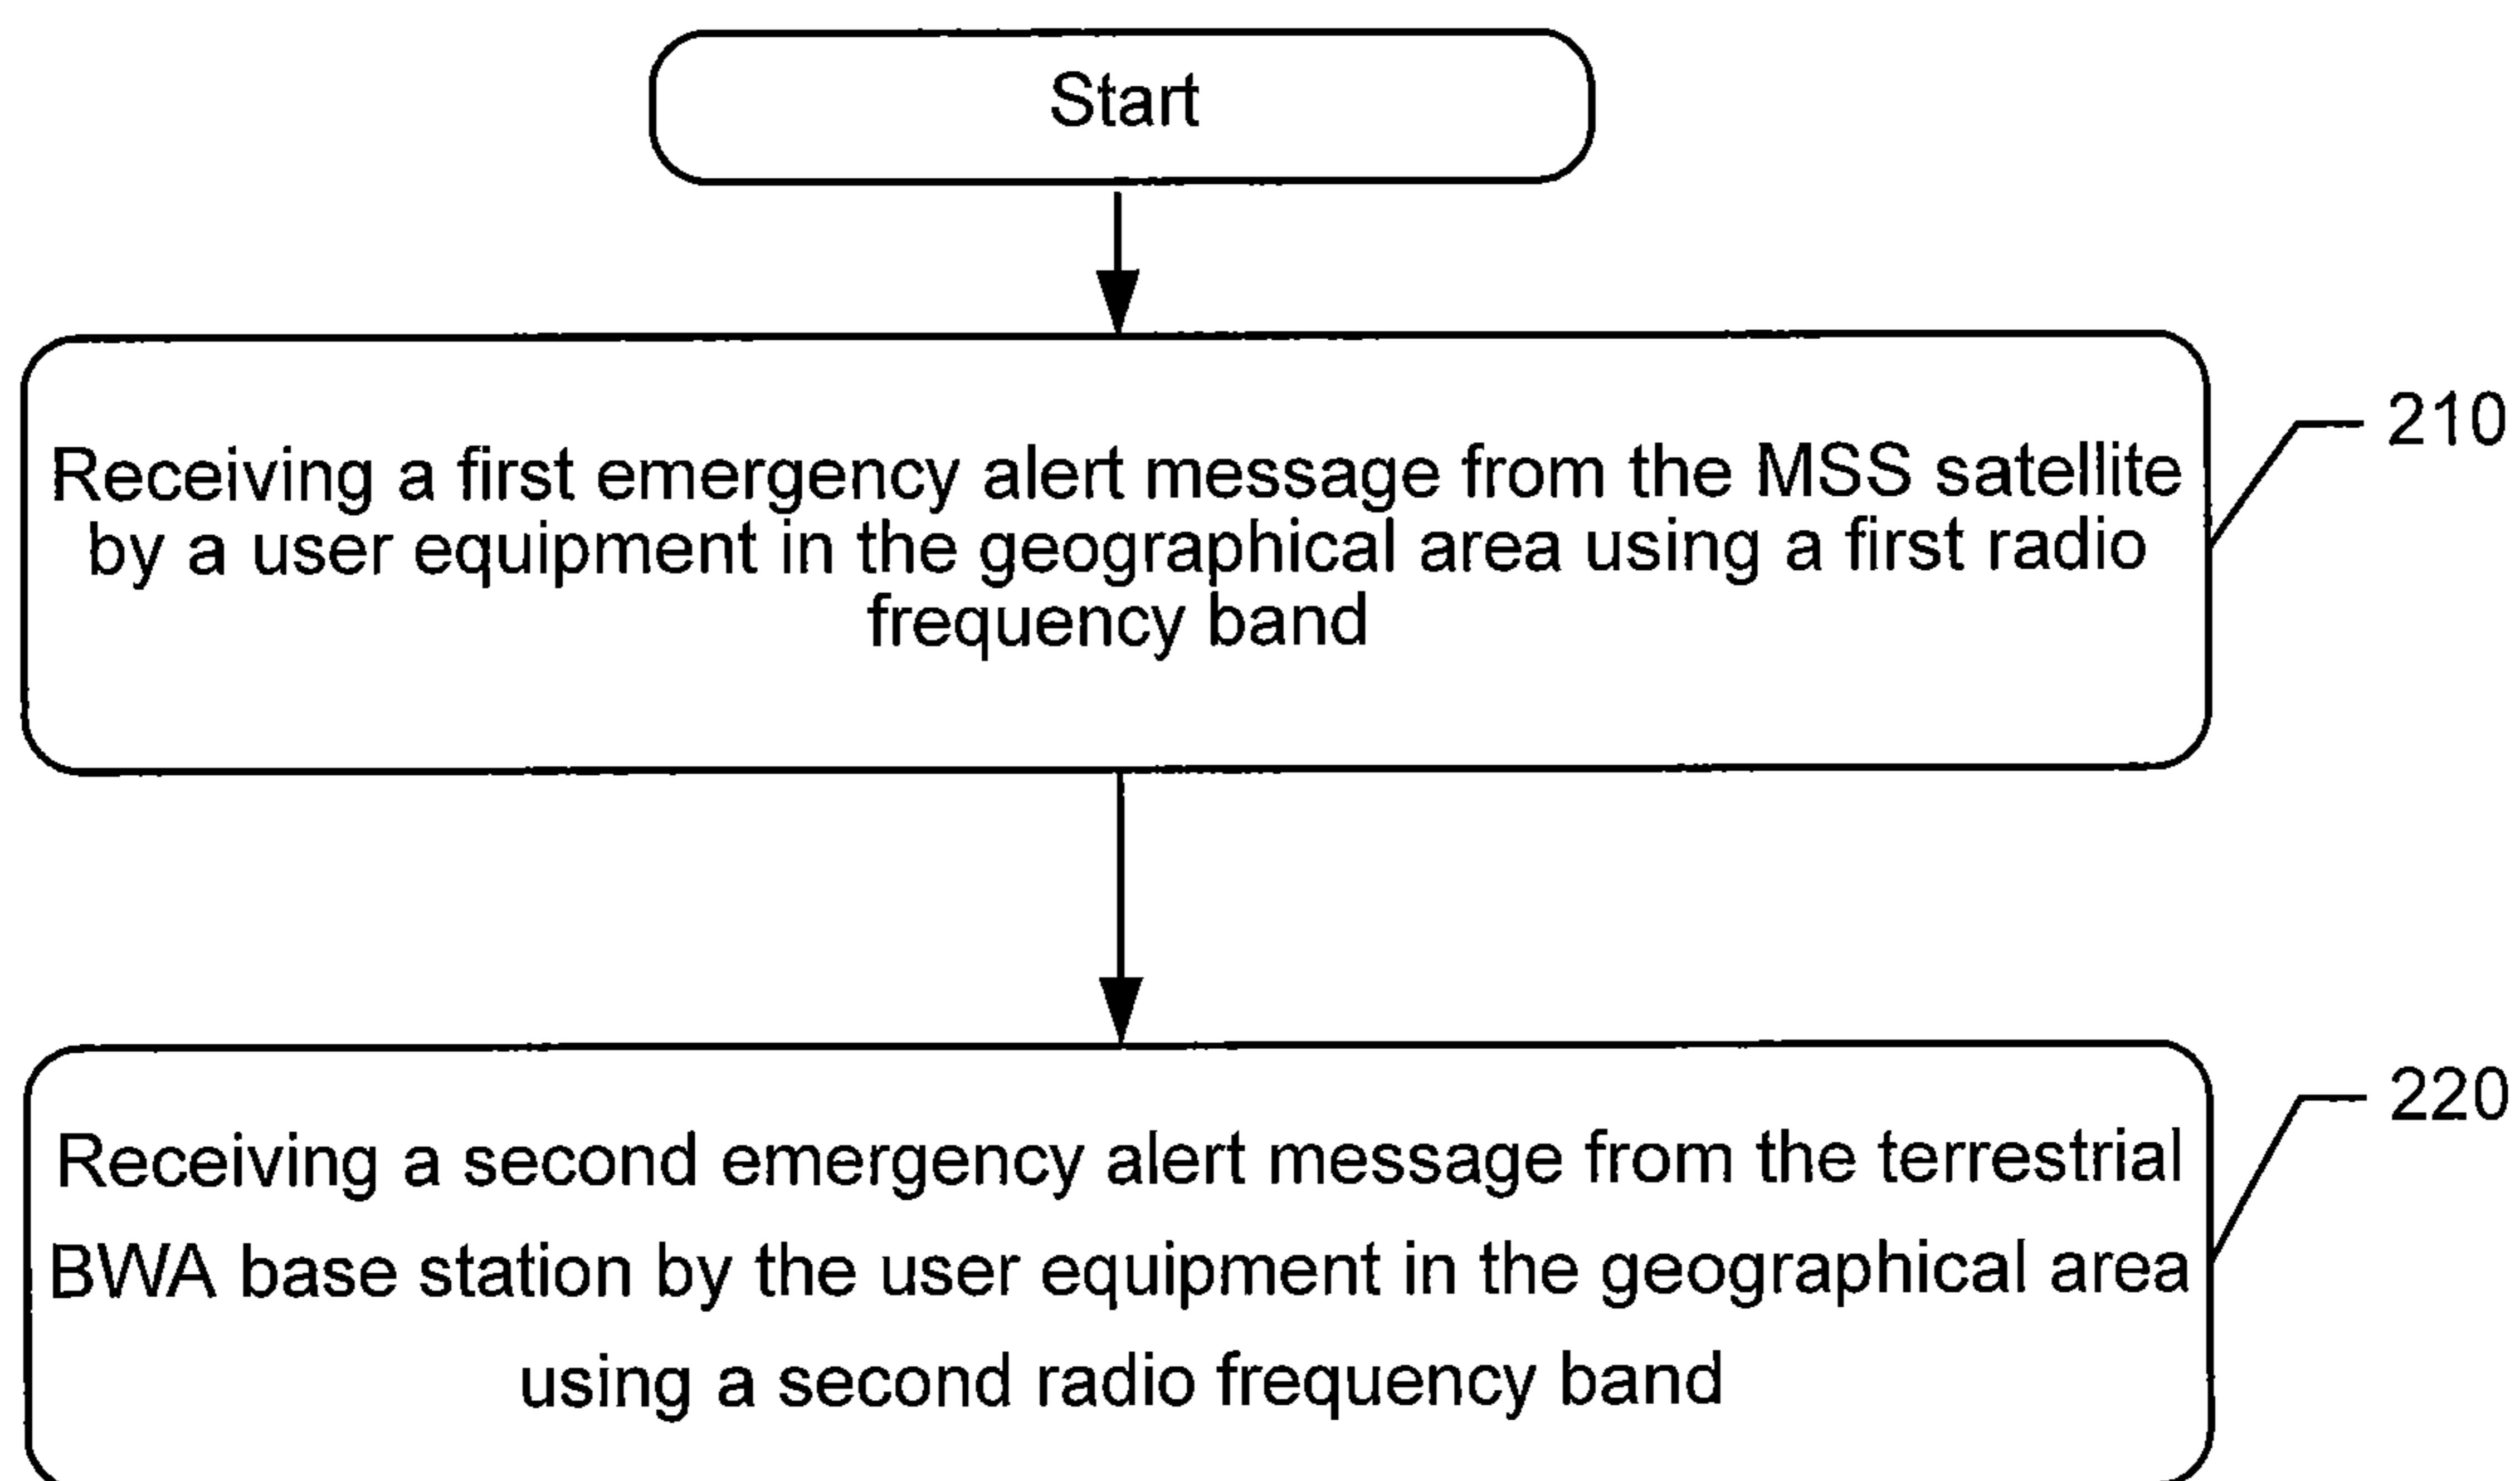 Start
210
Receiving a first emergency alert message from the MSS satellite
by a user equipment in the geographical area using a first radio
frequency band
220
Receiving a second emergency alert message from the terrestrial
BWA base station by the user equipment in the geographical area
using a second radio frequency band